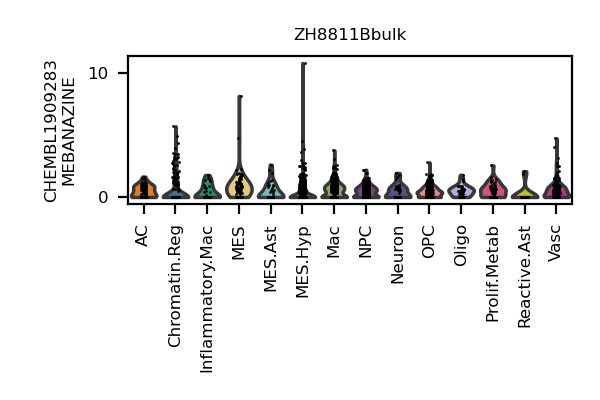 ZH8811Bbulk
CHEMBL1909283
MEBANAZINE
10
0
AC
Chromatin.Reg
Inflammatory.Mac
MES
MES.Ast
MES.Hyp
Mac
NPC
Neuron
OPC
Oligo
Prolif.Metab
Reactive.Ast
Vasc